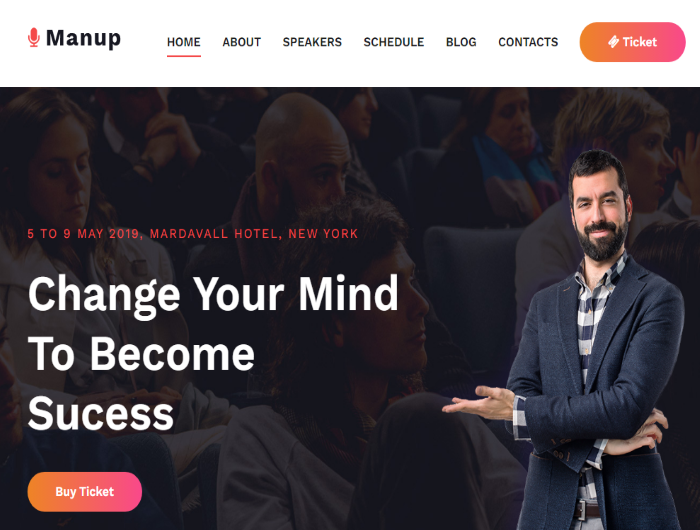 Manup
HOME ABOUT SPEAKERS SCHEDULE BLOG CONTACTS
Ticket
5 TO 9 MAY 2019, MARDAVALL HOTEL, NEW YORK
Change Your Mind
To Become
Sucess
Buy Ticket